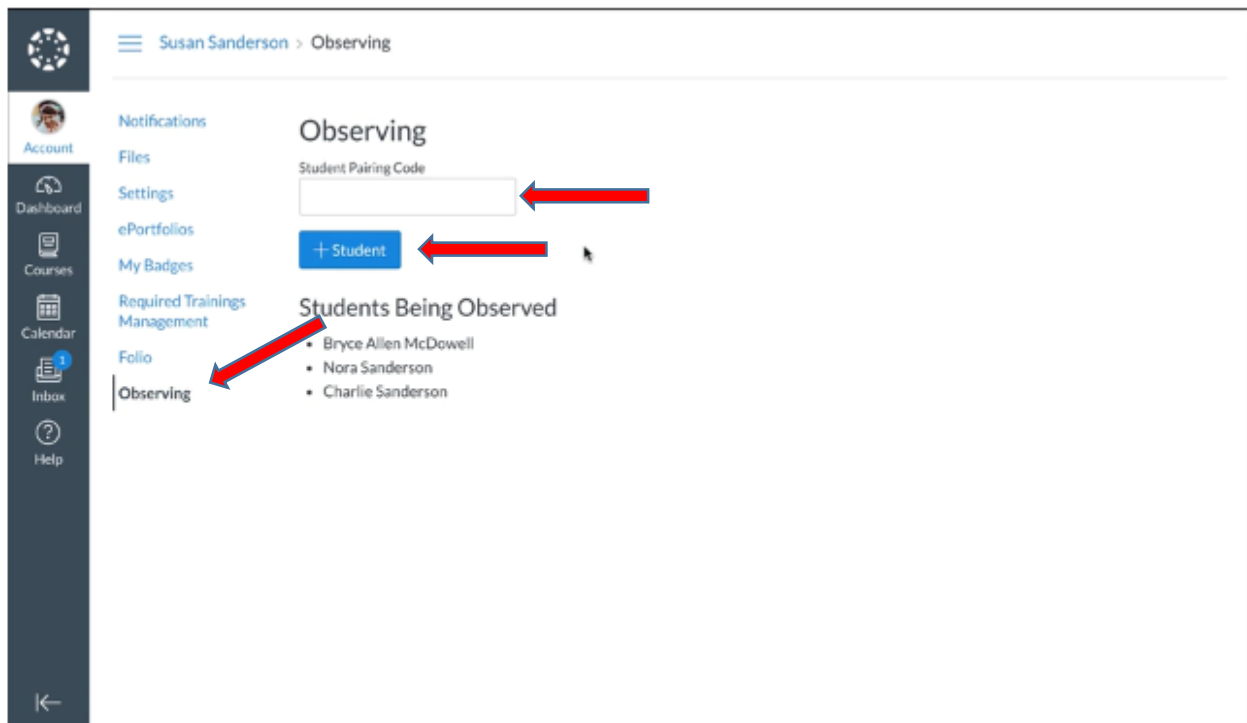 Susan Sanderson > Observing
Account
Dashboard
Courses
Calendar
1
Inbox
Help
Notifications
Files
Settings
ePortfolios
My Badges
Required Trainings
Management
Folio
Observing
Observing
Student Pairing Code
+ Student
Students Being Observed
• Bryce Allen McDowell
• Nora Sanderson
• Charlie Sanderson